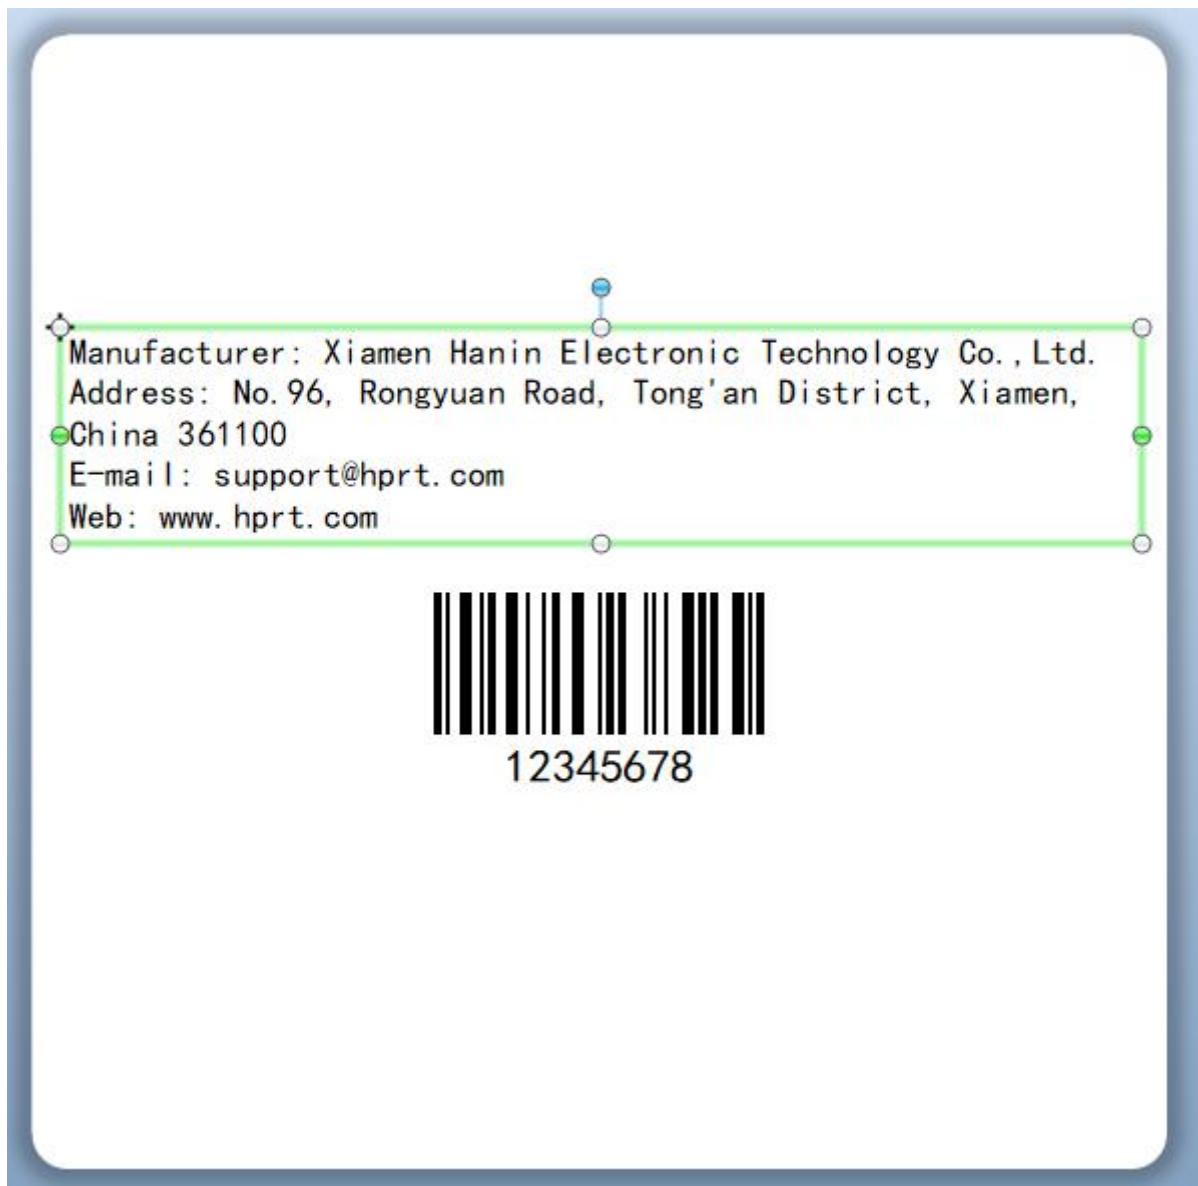 Manufacturer: Xiamen Hanin Electronic Technology Co.,Ltd.
Address: No.96, Rongyuan Road, Tong'an District, Xiamen,
China 361100
E-mail: support@hprt.com
Web: www.hprt.com
12345678